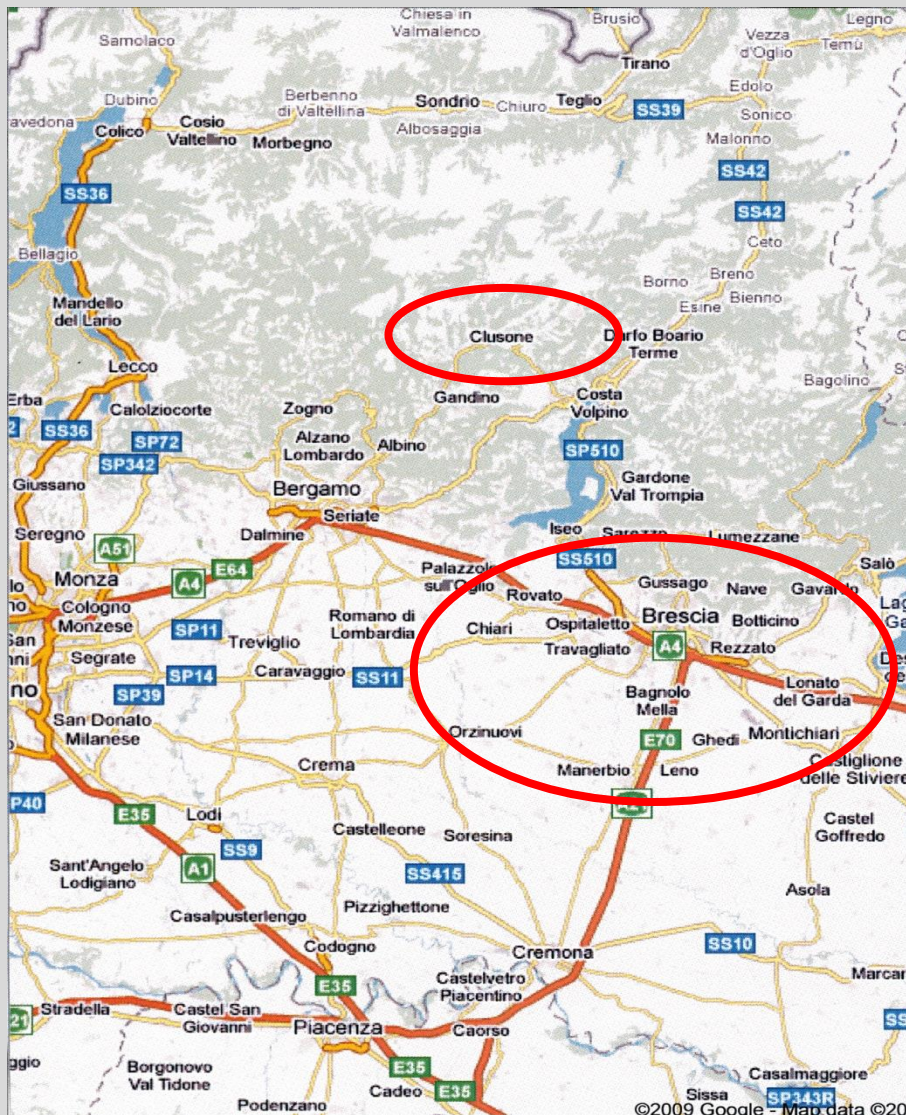 Chiesa in
Valmalenco
Brusio
Legno
Samolaco
Vezza
d'Oglio
Temù
Tirano
Dubino
Berbenno
di Valtellina
Sondrio
Chiuro
Teglio
Edolo
SS39
Sonico
Colico
Cosio
Valtellino
Morbegno
Albosaggia
Malonno
SS42
SS36
SS42
Ceto
Bellagio
Borno
Breno
Esine
Bienno
Mandello
del Lario
Clusone
Darfo Boario
Terme
Lecco
Bagolino
Erba
Calolziocorte
Zogno
Gandino
Costa
Volpino
SS36
SP72
Alzano
Lombardo
Albino
SP510
SP342
Giussano
Bergamo
Gardone
Val Trompia
Seriate
Seregno
A51
Dalmine
Iseo
Sarezzo
Lumezzane
E64
SS510
Salò
Monza
A4
Palazzolo
sull'Oglio
Gussago
Nave
Gavardo
Rovato
Cologno
Monzese
Romano di
Lombardia
Ospitaletto
Brescia
Botticino
SP11
Chiari
Treviglio
Travagliato
A4
Rezzato
Segrate
SP14
Caravaggio
SS11
SP39
Lonato
del Garda
Bagnolo
Mella
San Donato
Milanese
Orzinuovi
E70
Ghedi
Montichiari
Crema
Manerbio
Leno
Castiglione
delle Stiviere
E35
Lodi
A21
Castelleone
Soresina
Castel
Goffredo
SS9
Sant'Angelo
Lodigiano
A1
SS415
Asola
Casalpusterlengo
Pizzighettone
Codogno
Cremona
SS10
E35
Castelvetro
Piacentino
Marcar
Stradella
Castel San
Giovanni
21
Piacenza
Caorso
Borgonovo
Val Tidone
E35
Cadeo
E35
Casalmaggiore
Podenzano
Sissa
SP343R
©2009 Google - Map data ©20